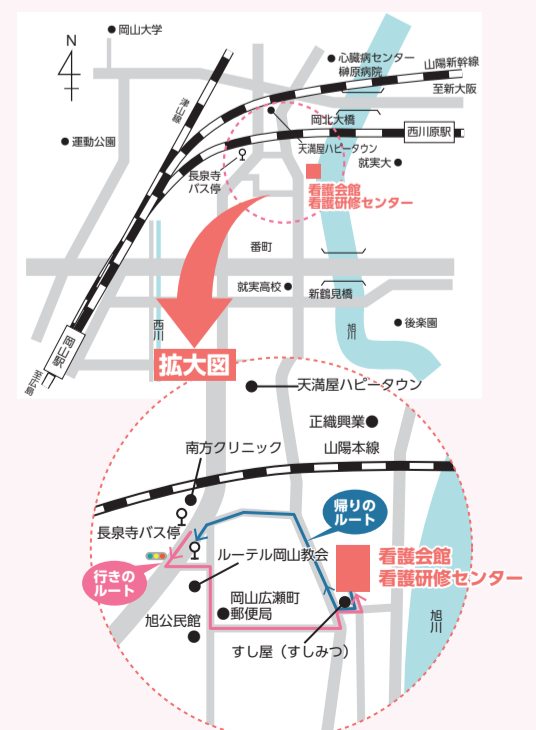 N
岡山大学
心臓病センター
榊原病院
山陽新幹線
至新大阪
津山線
運動公園
岡北大橋
西川原駅
天満屋ハピータウン
就実大
長泉寺
バス停
看護会館
看護研修センター
番町
就実高校
新鶴見橋
西川
旭川
後楽園
岡山駅
至広島
拡大図
天満屋ハピータウン
正織興業
山陽本線
南方クリニック
帰りの
ルート
長泉寺バス停
ルーテル岡山教会
看護会館
看護研修センター
行きの
ルート
岡山広瀬町
郵便局
旭公民館
旭川
すし屋（すしみつ）